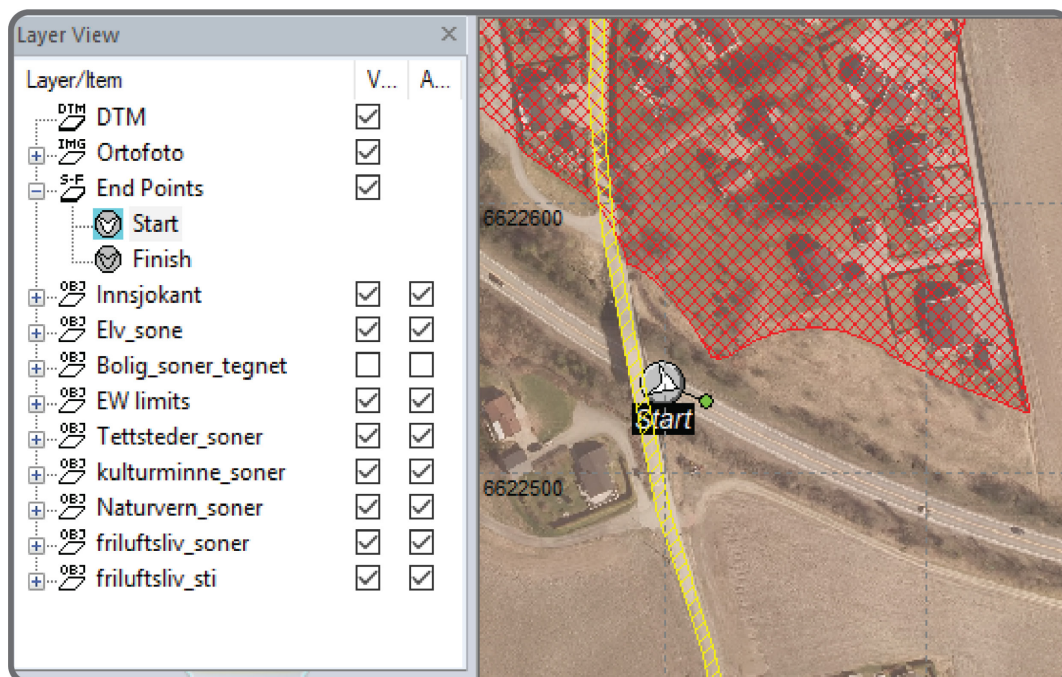 Layer View
Layer/Item V... A...
DTM DTM
IMG Ortofoto
S-F End Points
Start
Finish
OBJ Innsjokant
OBJ Elv_sone
OBJ Bolig_soner_tegnet
OBJ EW limits
OBJ Tettsteder_soner
OBJ kulturminne_soner
OBJ Naturvern_soner
OBJ friluftsliv_soner
OBJ friluftsliv_sti
6622600
Start
6622500